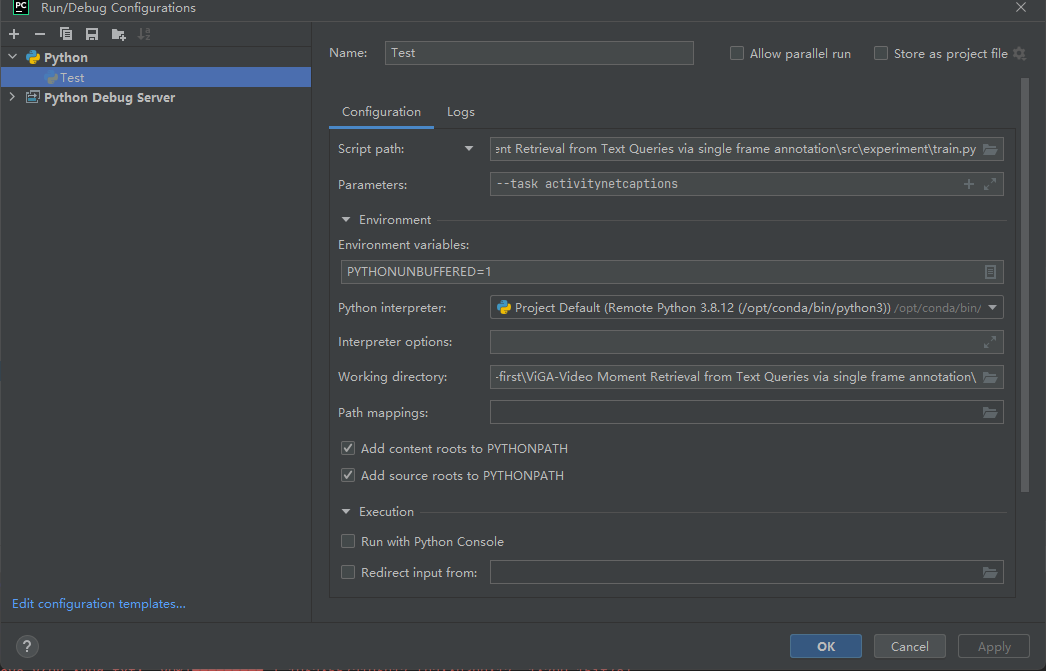 PC Run/Debug Configurations
Python
Test
Python Debug Server
Edit configuration templates...
?
Name: Test
Allow parallel run
Store as project file
Configuration Logs
Script path: ent Retrieval from Text Queries via single frame annotation\src\experiment\train.py
Parameters: --task activitynetcaptions
Environment
Environment variables:
PYTHONUNBUFFERED=1
Python interpreter: Project Default (Remote Python 3.8.12 (/opt/conda/bin/python3)) /opt/conda/bin/
Interpreter options:
Working directory: -first\ViGA-Video Moment Retrieval from Text Queries via single frame annotation\
Path mappings:
Add content roots to PYTHONPATH
Add source roots to PYTHONPATH
Execution
Run with Python Console
Redirect input from:
OK Cancel Apply